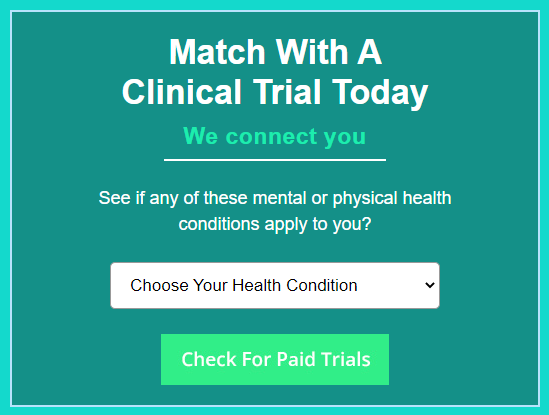 Match With A
Clinical Trial Today
We connect you
See if any of these mental or physical health
conditions apply to you?
Choose Your Health Condition
Check For Paid Trials